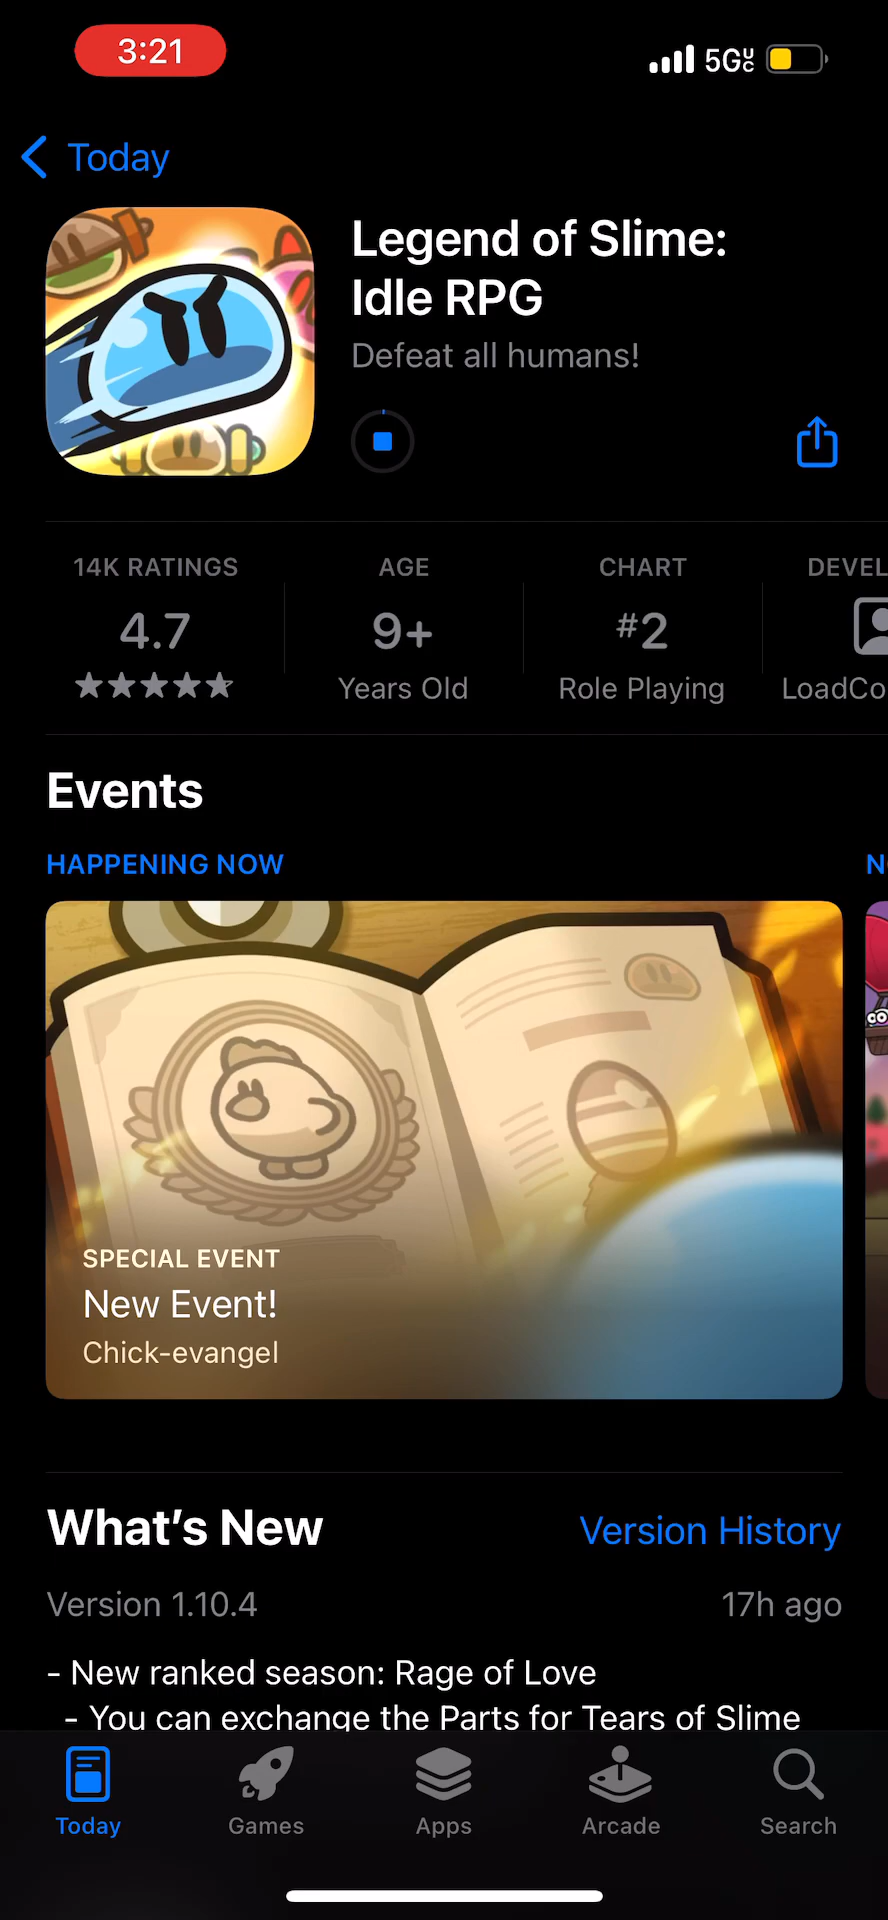 3:21
5GUC
Today
Legend of Slime:
Idle RPG
Defeat all humans!
14K RATINGS
AGE
CHART
DEVEL
4.7
9+
#2
Years Old
Role Playing
LoadCo
Events
HAPPENING NOW
SPECIAL EVENT
New Event!
Chick-evangel
What's New
Version History
Version 1.10.4
17h ago
- New ranked season: Rage of Love
- You can exchange the Parts for Tears of Slime
Today
Games
Apps
Arcade
Search